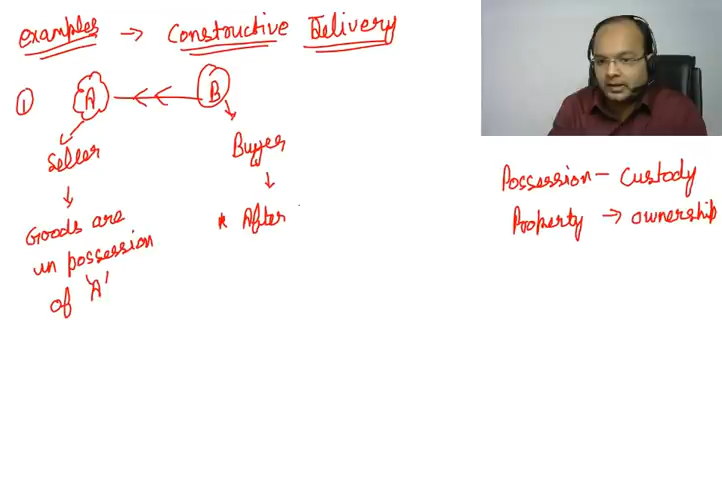 Examples → Constructive Delivery
① A B
Seller
Buyer
Goods are
in possession
of 'A'
* After
Possession - Custody
Property → ownership